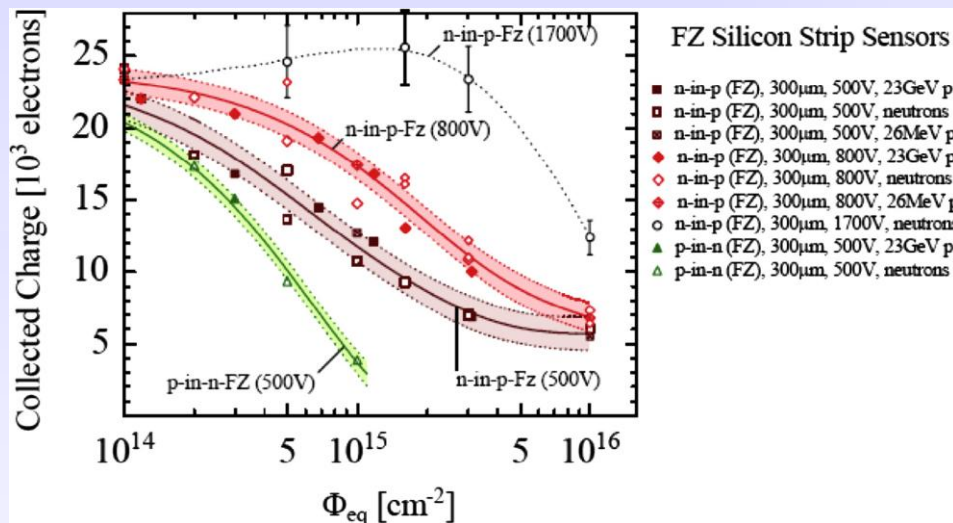 FZ Silicon Strip Sensors
n-in-p (FZ), 300µm, 500V, 23GeV p
n-in-p (FZ), 300µm, 500V, neutrons
n-in-p (FZ), 300µm, 500V, 26MeV p
n-in-p (FZ), 300µm, 800V, 23GeV p
n-in-p (FZ), 300µm, 800V, neutrons
n-in-p (FZ), 300µm, 800V, 26MeV p
n-in-p (FZ), 300µm, 1700V, neutrons
p-in-n (FZ), 300µm, 500V, 23GeV p
p-in-n (FZ), 300µm, 500V, neutrons
Collected Charge [10³ electrons]
25
20
15
10
5
n-in-p-Fz (1700V)
n-in-p-Fz (800V)
p-in-n-FZ (500V)
n-in-p-Fz (500V)
10¹⁴ 5 10¹⁵ 5 10¹⁶
Φeq [cm⁻²]